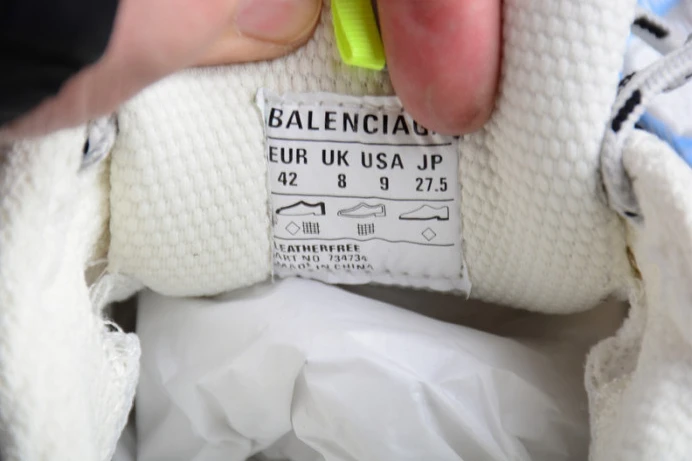 BALENCIAG
EUR UK USA JP
42 8 9 27.5
LEATHERFREE
ART NO 734734
MADE IN CHINA